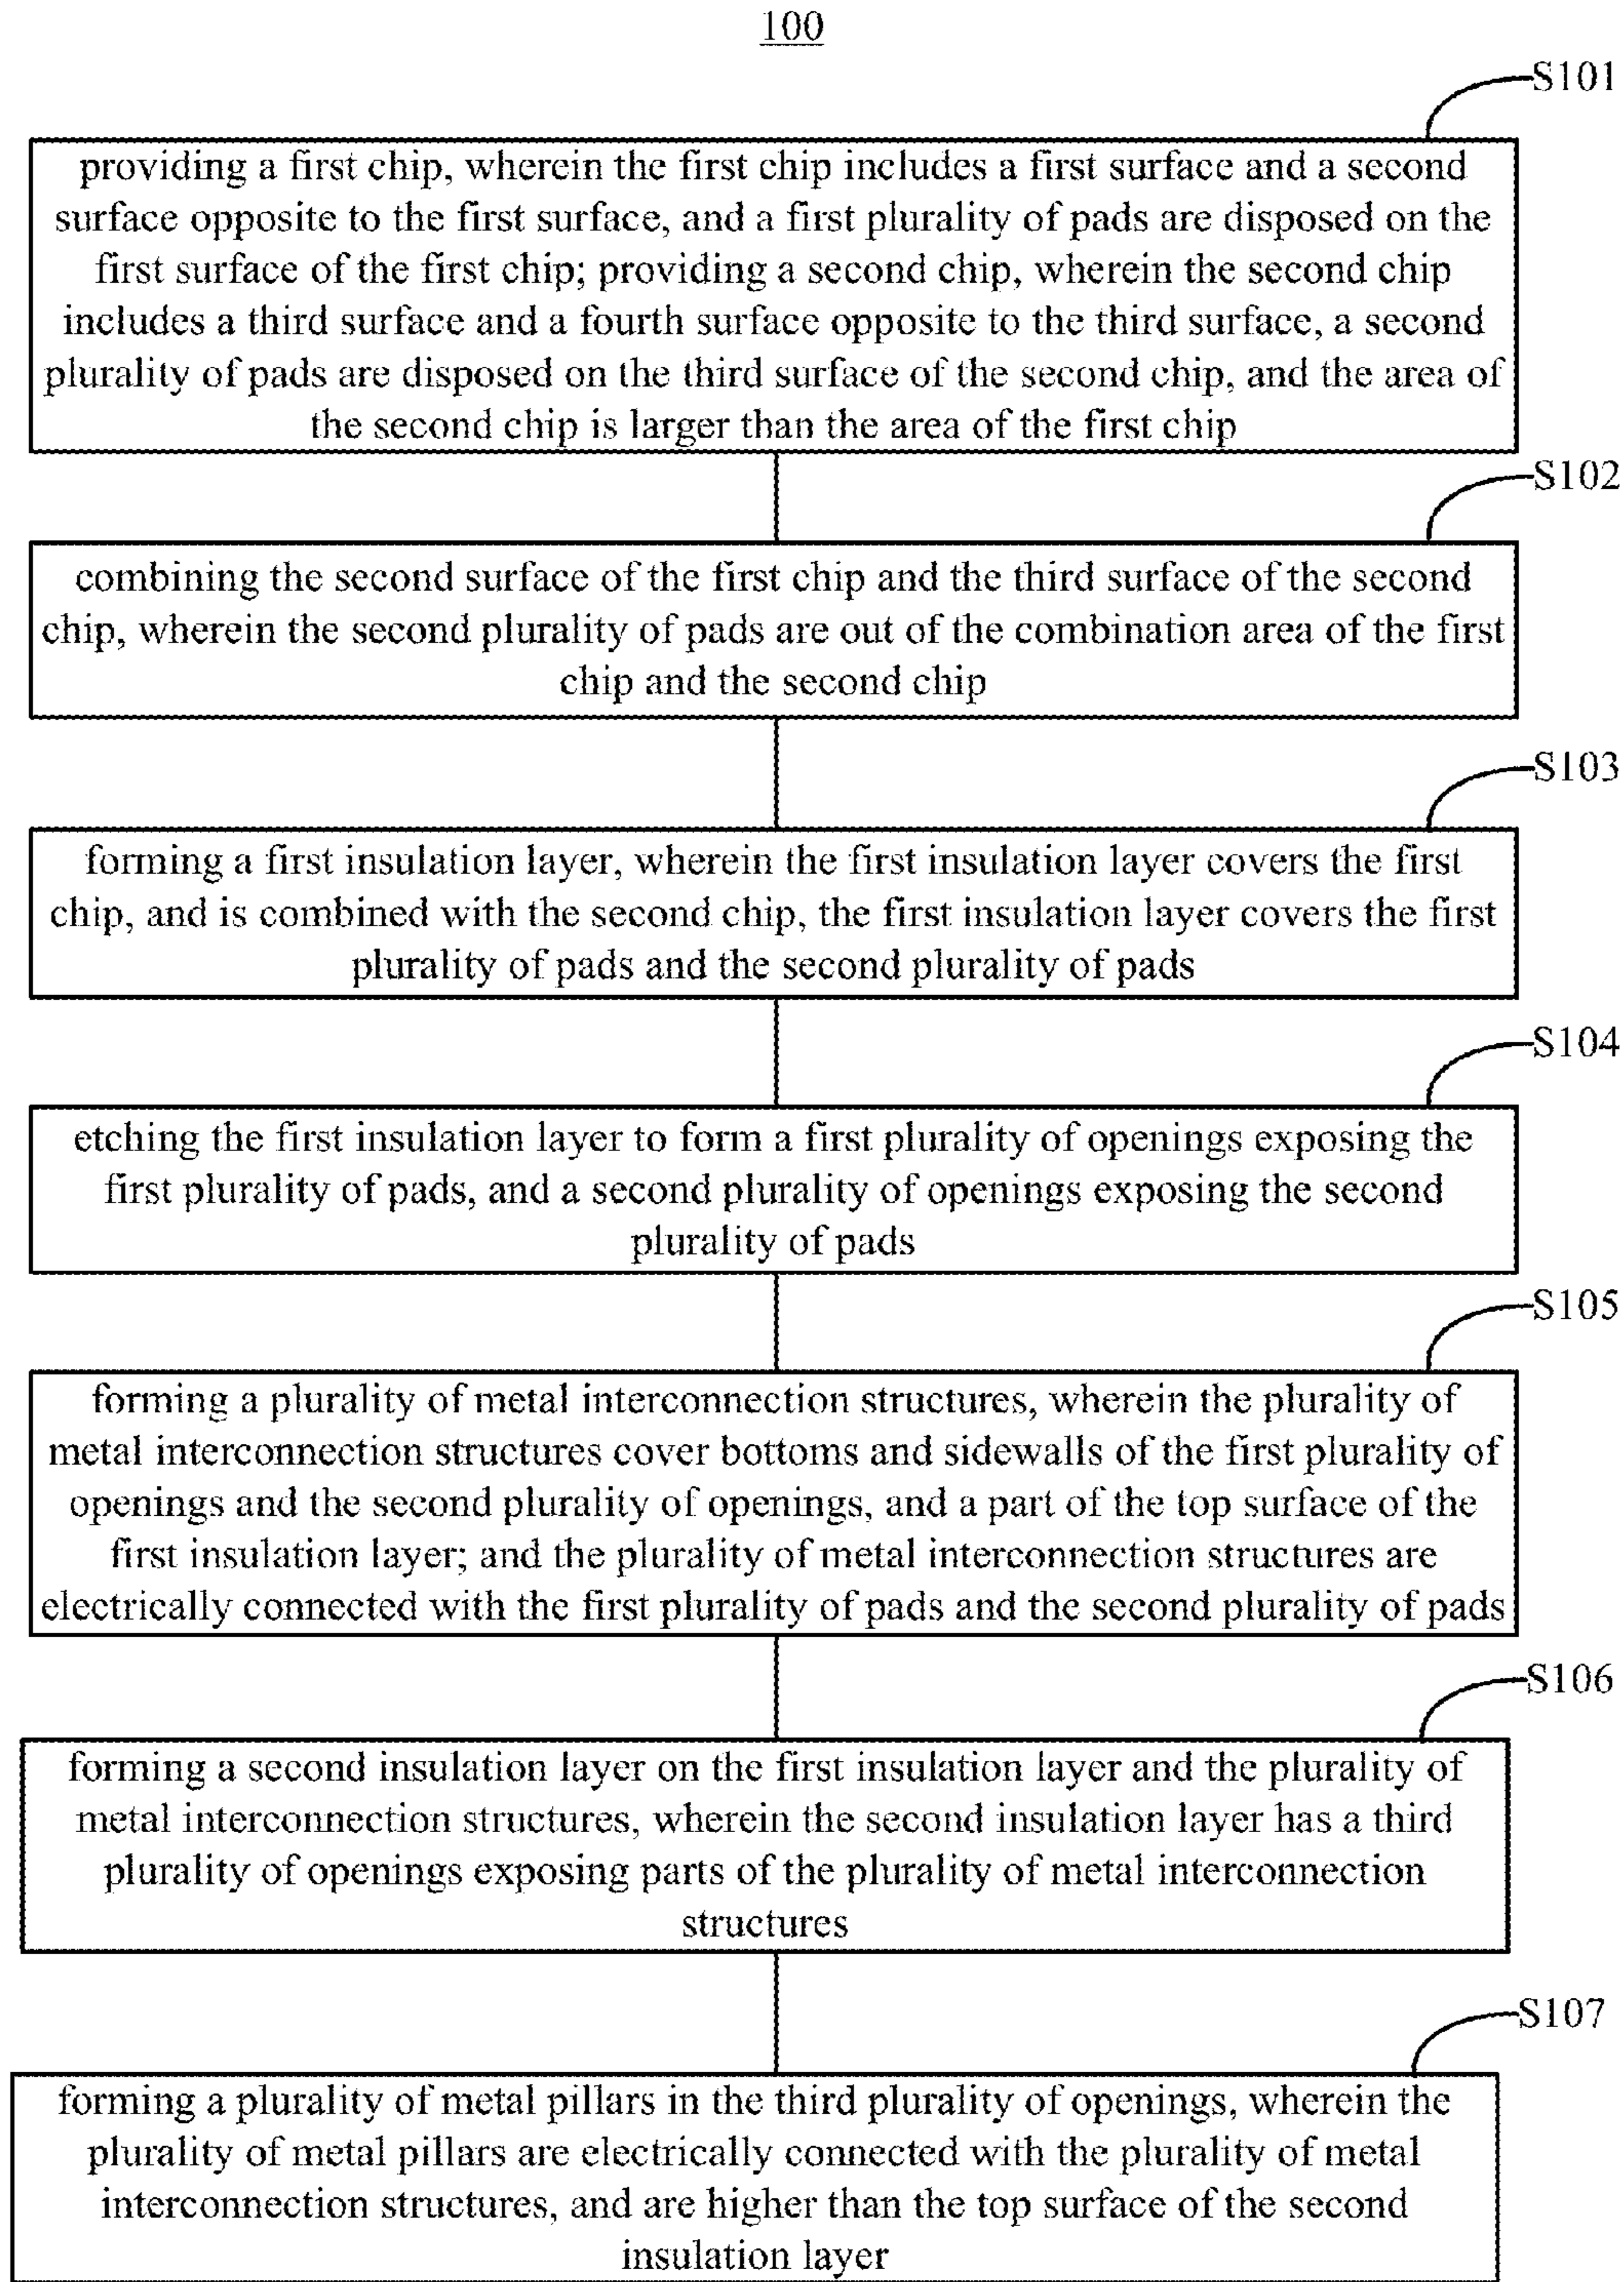 100
S101
providing a first chip, wherein the first chip includes a first surface and a second
surface opposite to the first surface, and a first plurality of pads are disposed on the
first surface of the first chip; providing a second chip, wherein the second chip
includes a third surface and a fourth surface opposite to the third surface, a second
plurality of pads are disposed on the third surface of the second chip, and the area of
the second chip is larger than the area of the first chip
S102
combining the second surface of the first chip and the third surface of the second
chip, wherein the second plurality of pads are out of the combination area of the first
chip and the second chip
S103
forming a first insulation layer, wherein the first insulation layer covers the first
chip, and is combined with the second chip, the first insulation layer covers the first
plurality of pads and the second plurality of pads
S104
etching the first insulation layer to form a first plurality of openings exposing the
first plurality of pads, and a second plurality of openings exposing the second
plurality of pads
S105
forming a plurality of metal interconnection structures, wherein the plurality of
metal interconnection structures cover bottoms and sidewalls of the first plurality of
openings and the second plurality of openings, and a part of the top surface of the
first insulation layer; and the plurality of metal interconnection structures are
electrically connected with the first plurality of pads and the second plurality of pads
S106
forming a second insulation layer on the first insulation layer and the plurality of
metal interconnection structures, wherein the second insulation layer has a third
plurality of openings exposing parts of the plurality of metal interconnection
structures
S107
forming a plurality of metal pillars in the third plurality of openings, wherein the
plurality of metal pillars are electrically connected with the plurality of metal
interconnection structures, and are higher than the top surface of the second
insulation layer